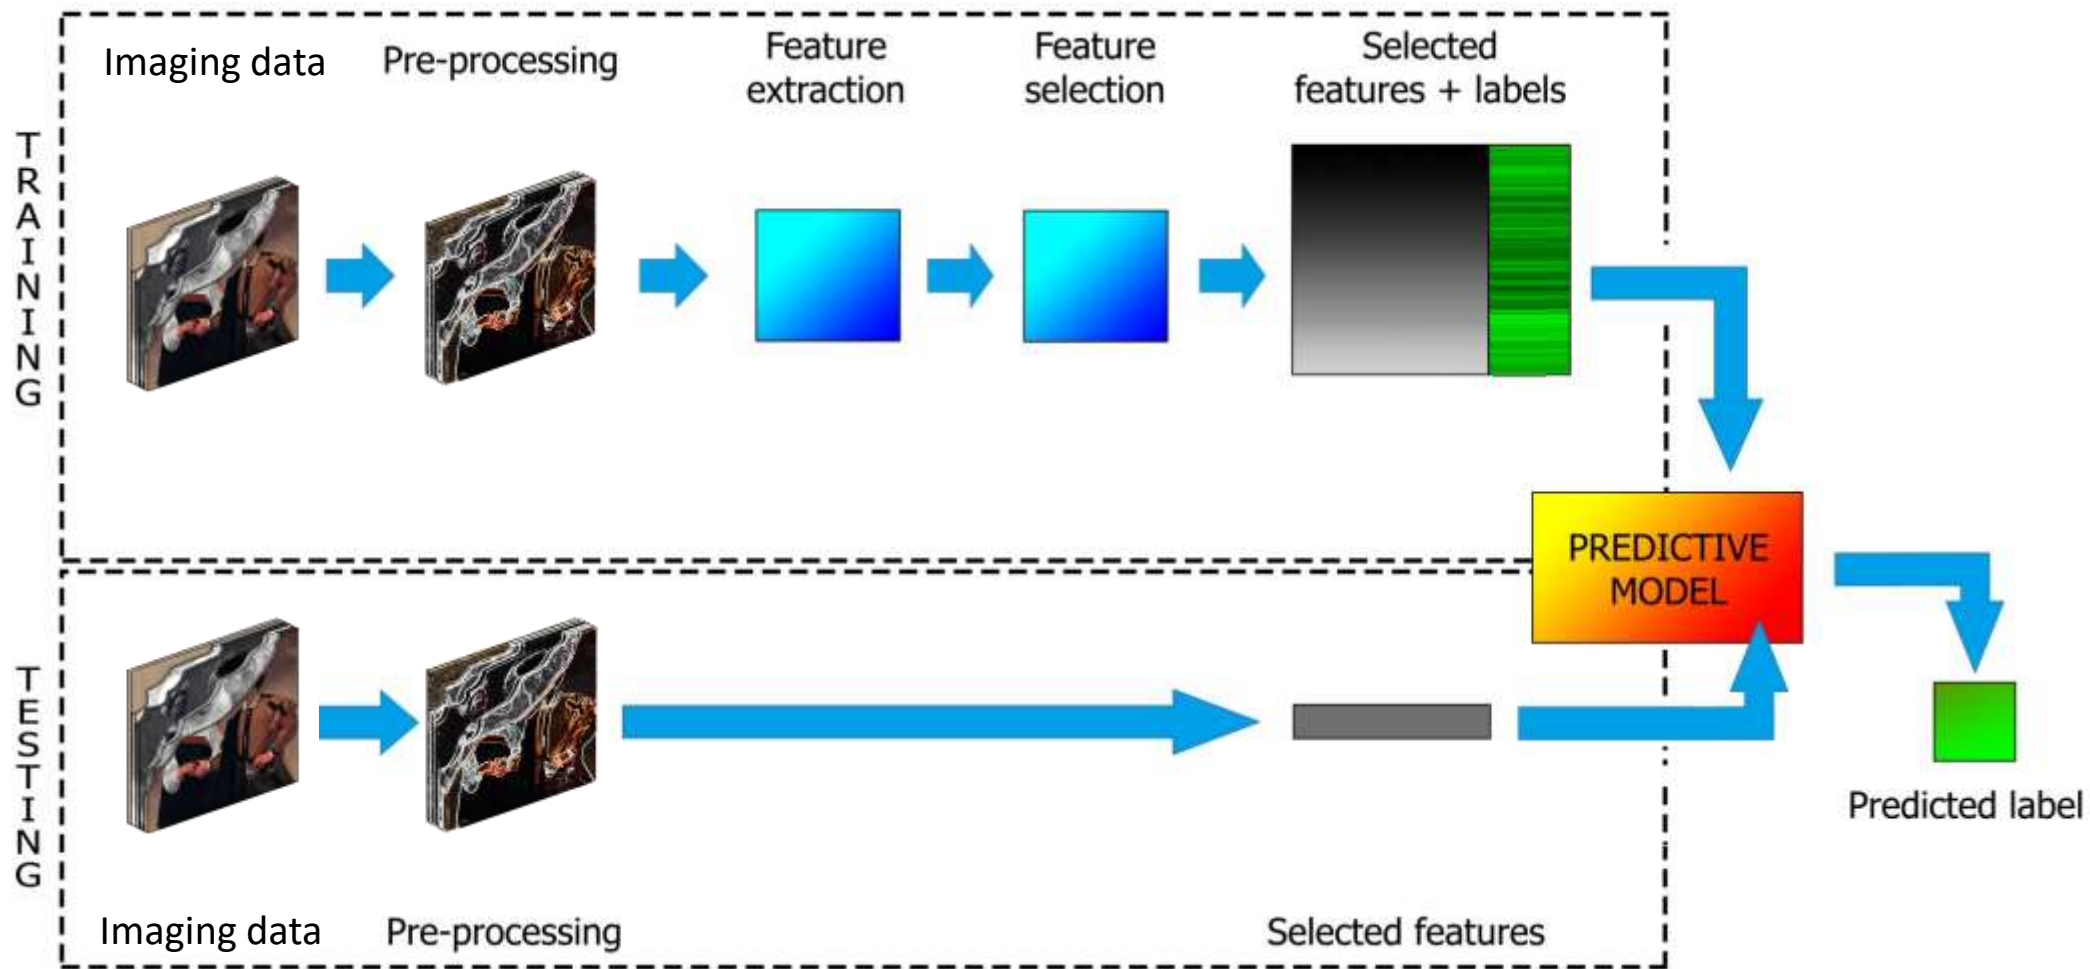 TRAINING
Imaging data
Pre-processing
Feature
extraction
Feature
selection
Selected
features + labels
PREDICTIVE
MODEL
TESTING
Imaging data
Pre-processing
Selected features
Predicted label